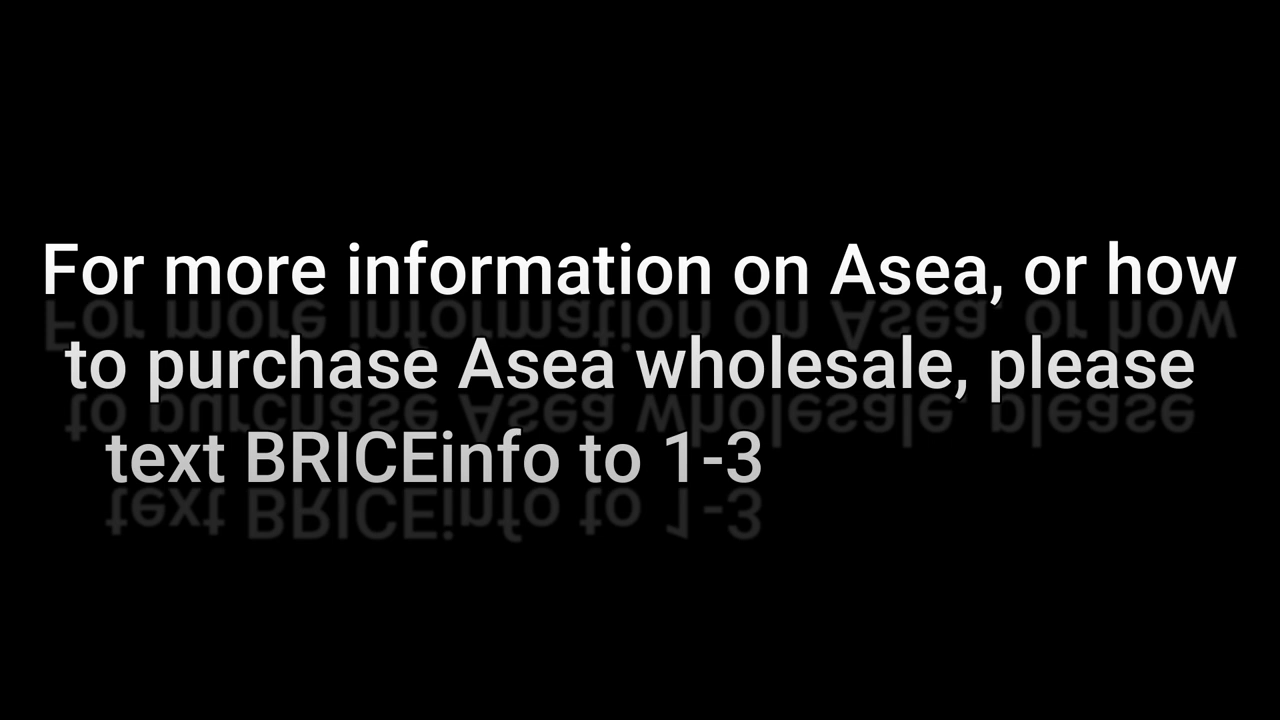 For more information on Asea, or how
to purchase Asea wholesale, please
text BRICEinfo to 1-3